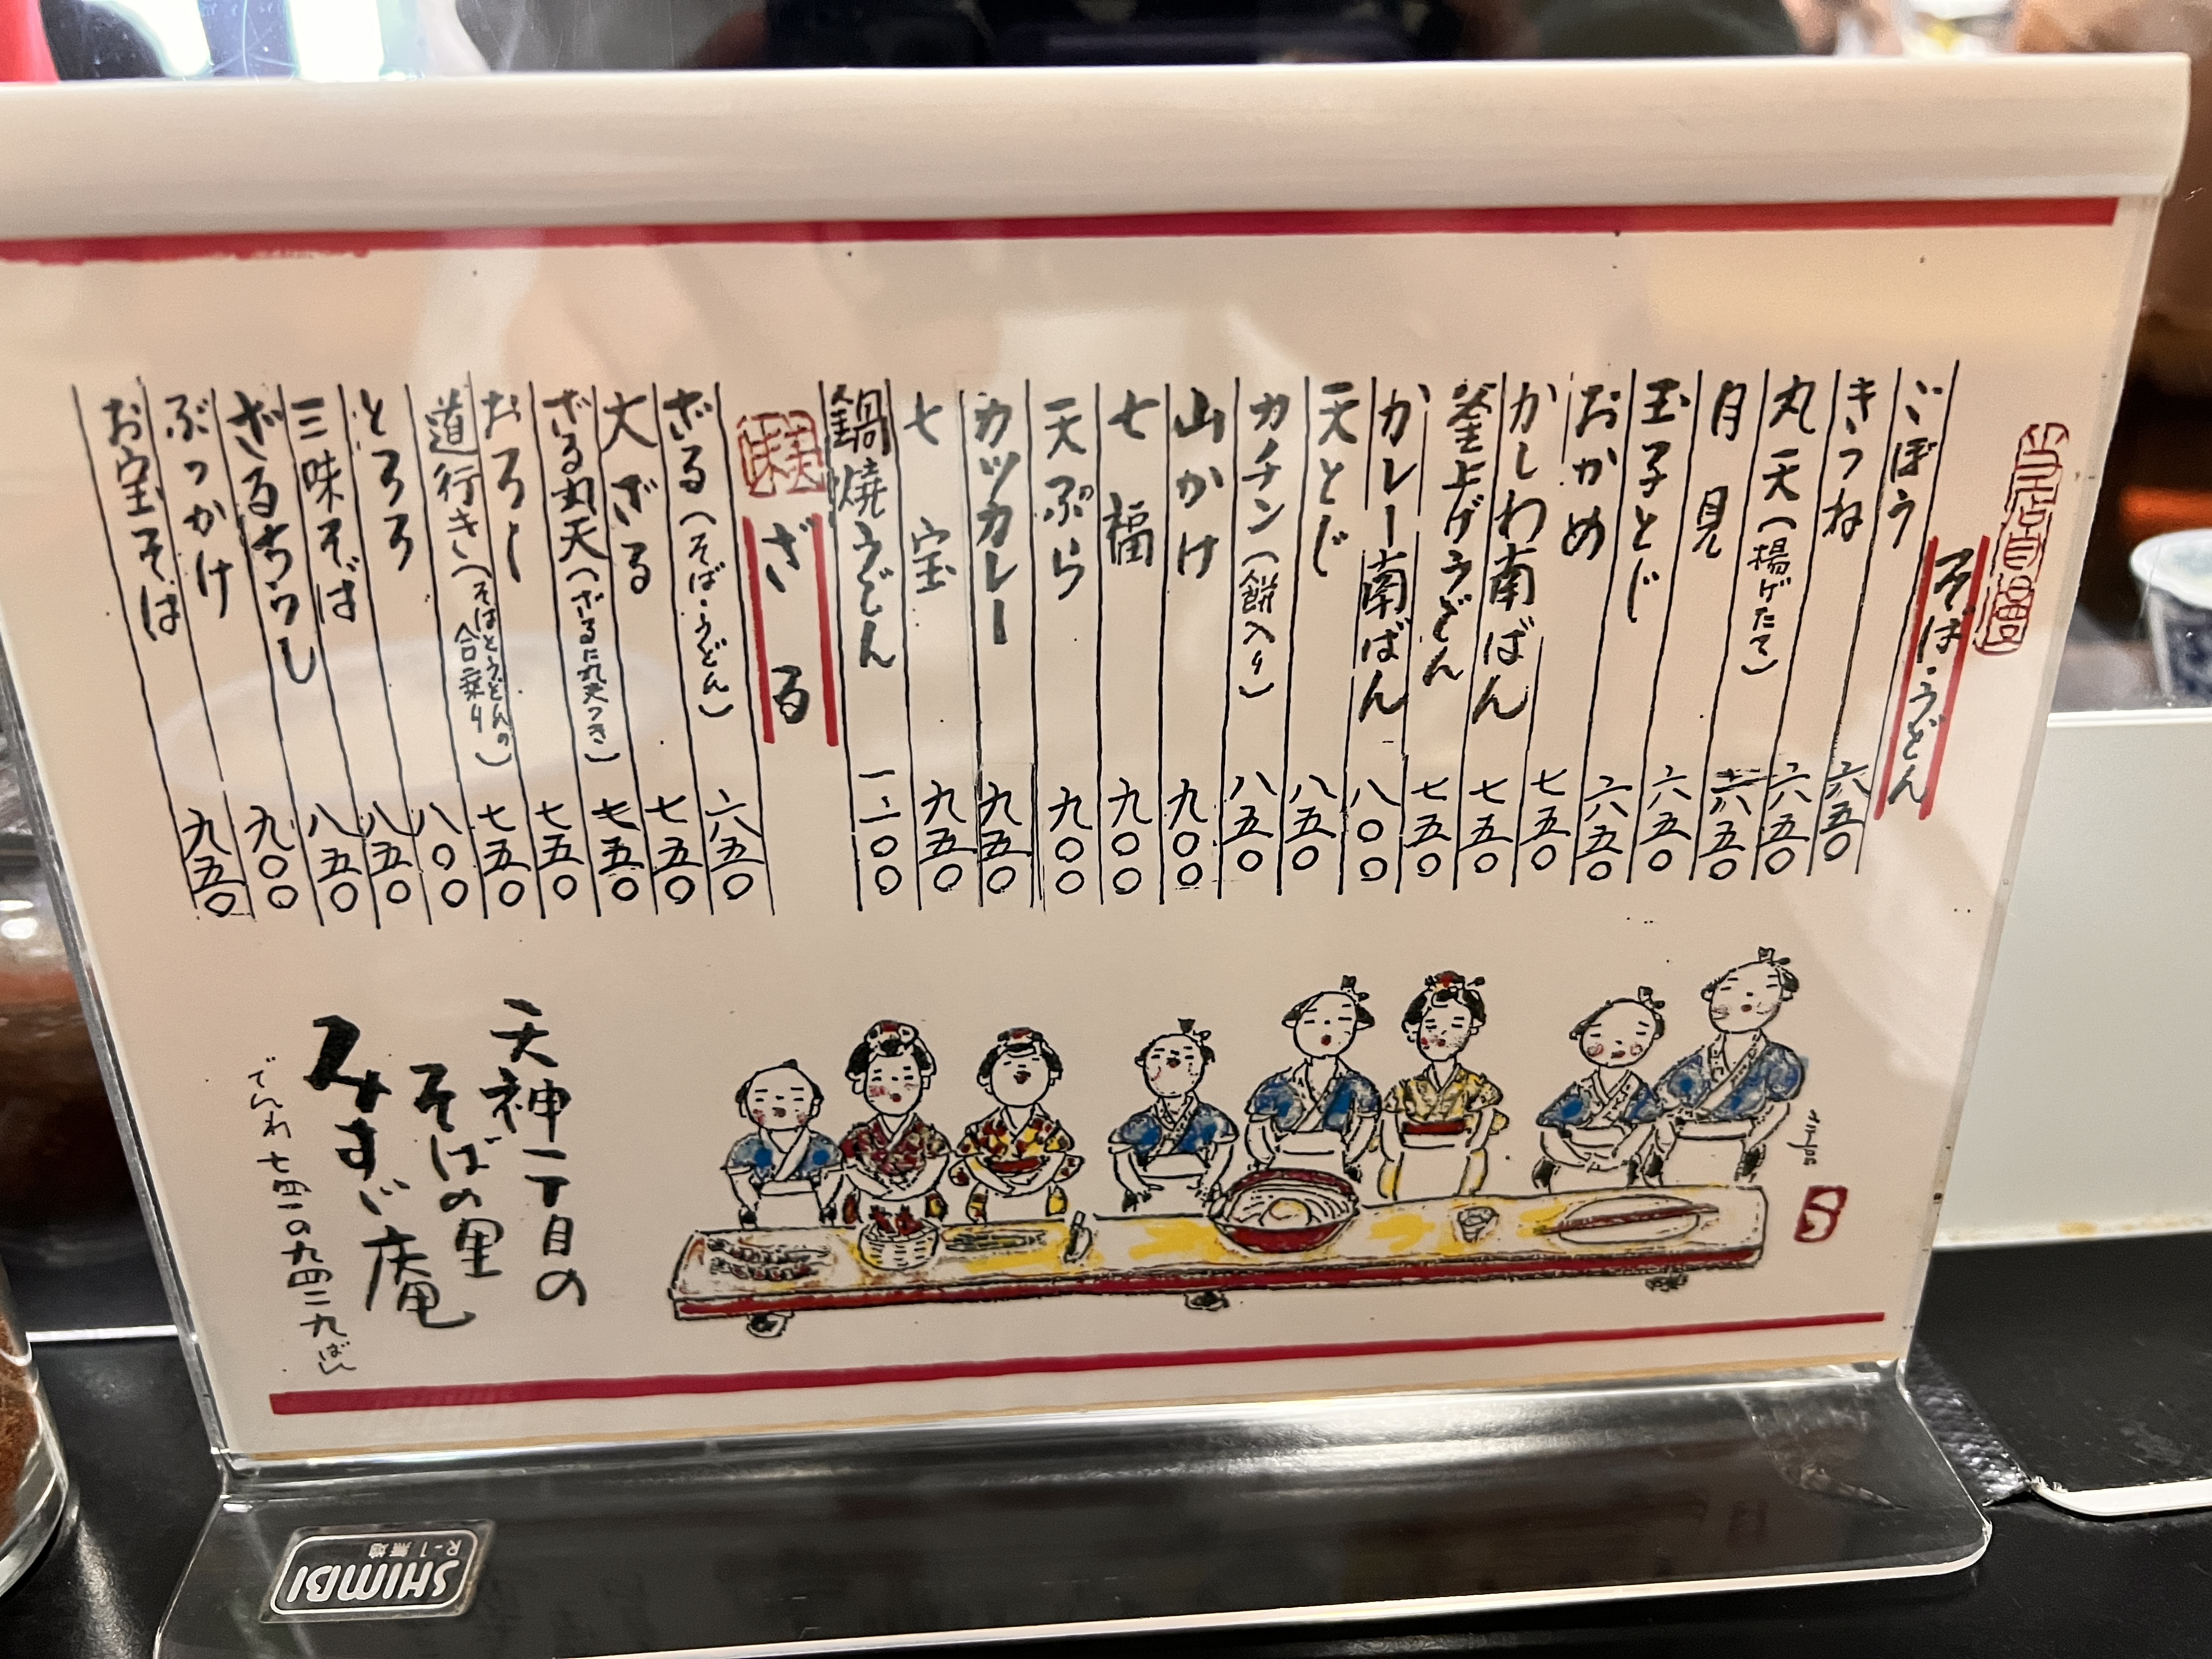 当店自慢
そば・うどん
ごぼう 六五〇
きつね 六五〇
丸天(揚げたて) 六五〇
月見 六五〇
玉子とじ 六五〇
おかめ 七五〇
かしわ南ばん 七五〇
釜上げうどん 七五〇
カレー南ばん 八〇〇
天とじ 八五〇
カチン(餅入り) 八五〇
山かけ 九〇〇
七福 九〇〇
天ぷら 九〇〇
カツカレー 九五〇
七宝 九五〇
鍋焼うどん 一二〇〇
ざる
ざる(そば・うどん) 六五〇
大ざる 七五〇
ざる丸天(ざるに丸天つき) 七五〇
おろし 七五〇
道行き(そばとうどんの合乗り) 七五〇
とろろ 八〇〇
三味そば 八五〇
ざるちらし 八五〇
ぶっかけ 九〇〇
お宝そば 九五〇
天神二丁目の
そばの里
みすゞ庵
でんわ七四一の九四二九ばん
SHIMBI
R-1 無地